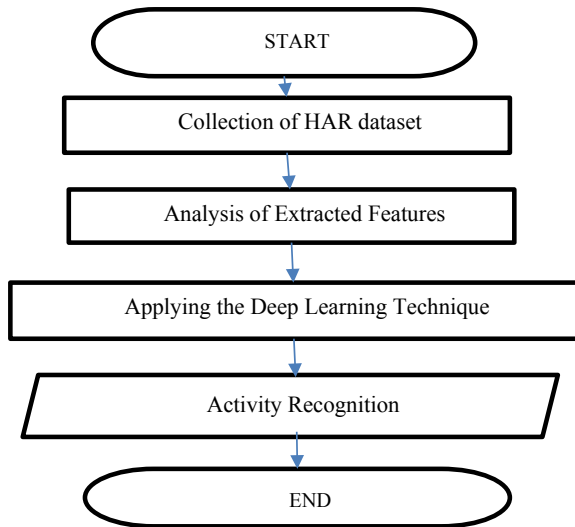 START
Collection of HAR dataset
Analysis of Extracted Features
Applying the Deep Learning Technique
Activity Recognition
END